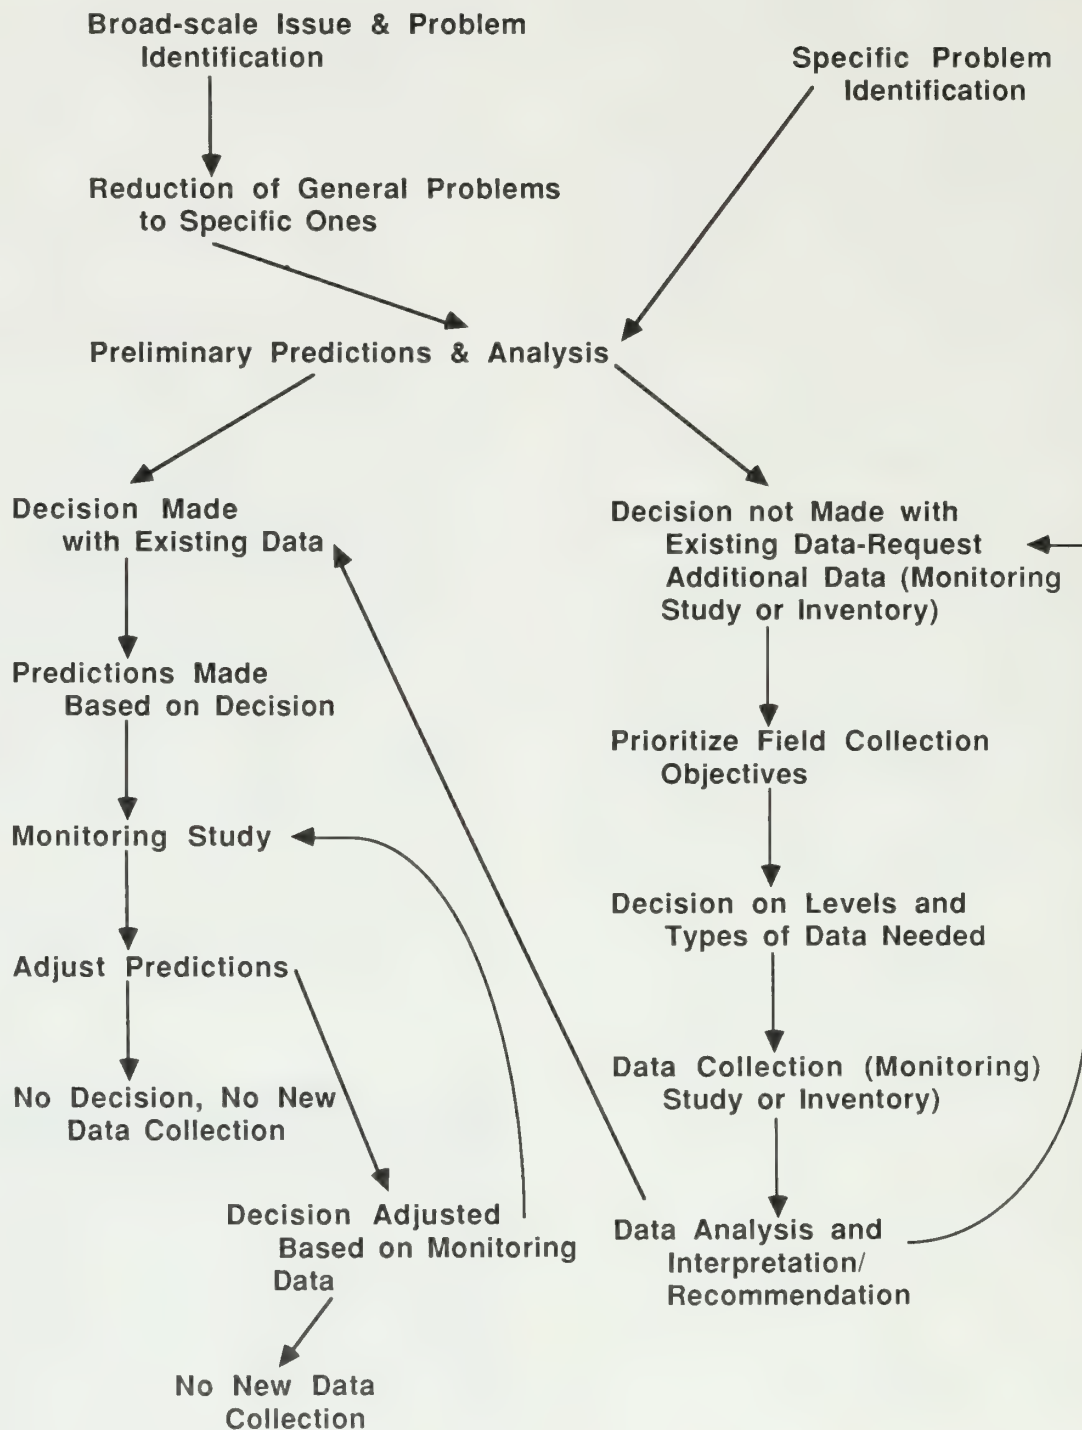 Broad-scale Issue & Problem
Identification
Specific Problem
Identification
Reduction of General Problems
to Specific Ones
Preliminary Predictions & Analysis
Decision Made
with Existing Data
Decision not Made with
Existing Data-Request
Additional Data (Monitoring
Study or Inventory)
Predictions Made
Based on Decision
Prioritize Field Collection
Objectives
Monitoring Study
Decision on Levels and
Types of Data Needed
Adjust Predictions
Data Collection (Monitoring)
Study or Inventory)
No Decision, No New
Data Collection
Decision Adjusted
Based on Monitoring
Data
Data Analysis and
Interpretation/
Recommendation
No New Data
Collection